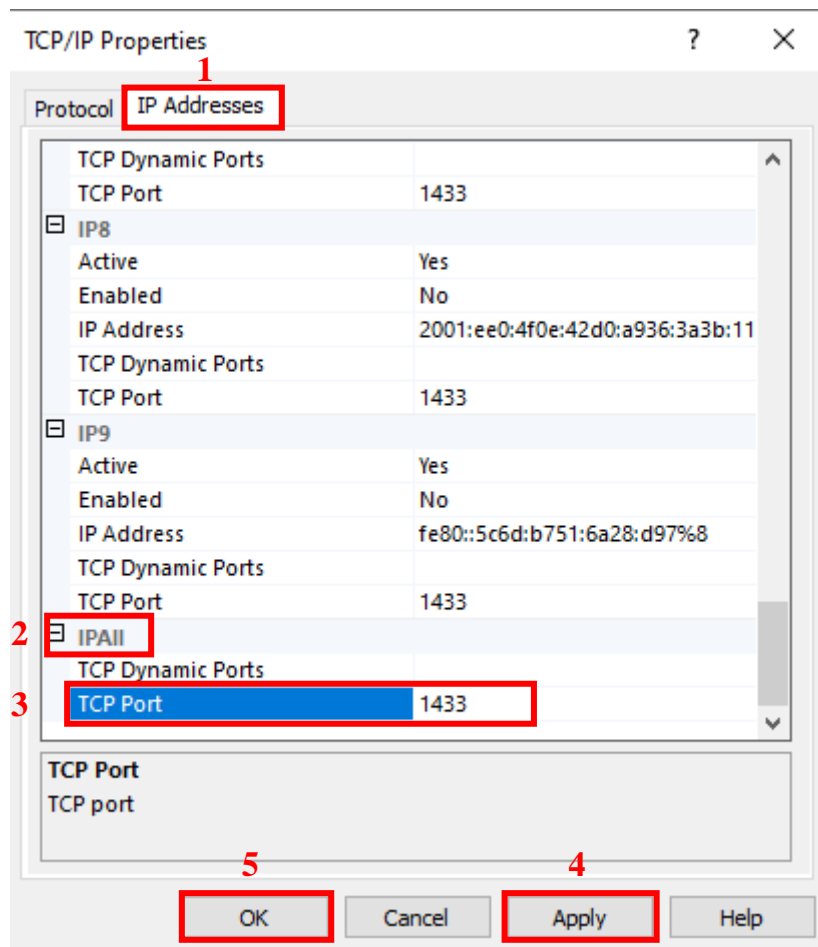 TCP/IP Properties ? ×
1
Protocol IP Addresses
TCP Dynamic Ports
TCP Port 1433
IP8
Active Yes
Enabled No
IP Address 2001:ee0:4f0e:42d0:a936:3a3b:11
TCP Dynamic Ports
TCP Port 1433
IP9
Active Yes
Enabled No
IP Address fe80::5c6d:b751:6a28:d97%8
TCP Dynamic Ports
TCP Port 1433
2 IPAll
TCP Dynamic Ports
3 TCP Port 1433
TCP Port
TCP port
5 4
OK Cancel Apply Help